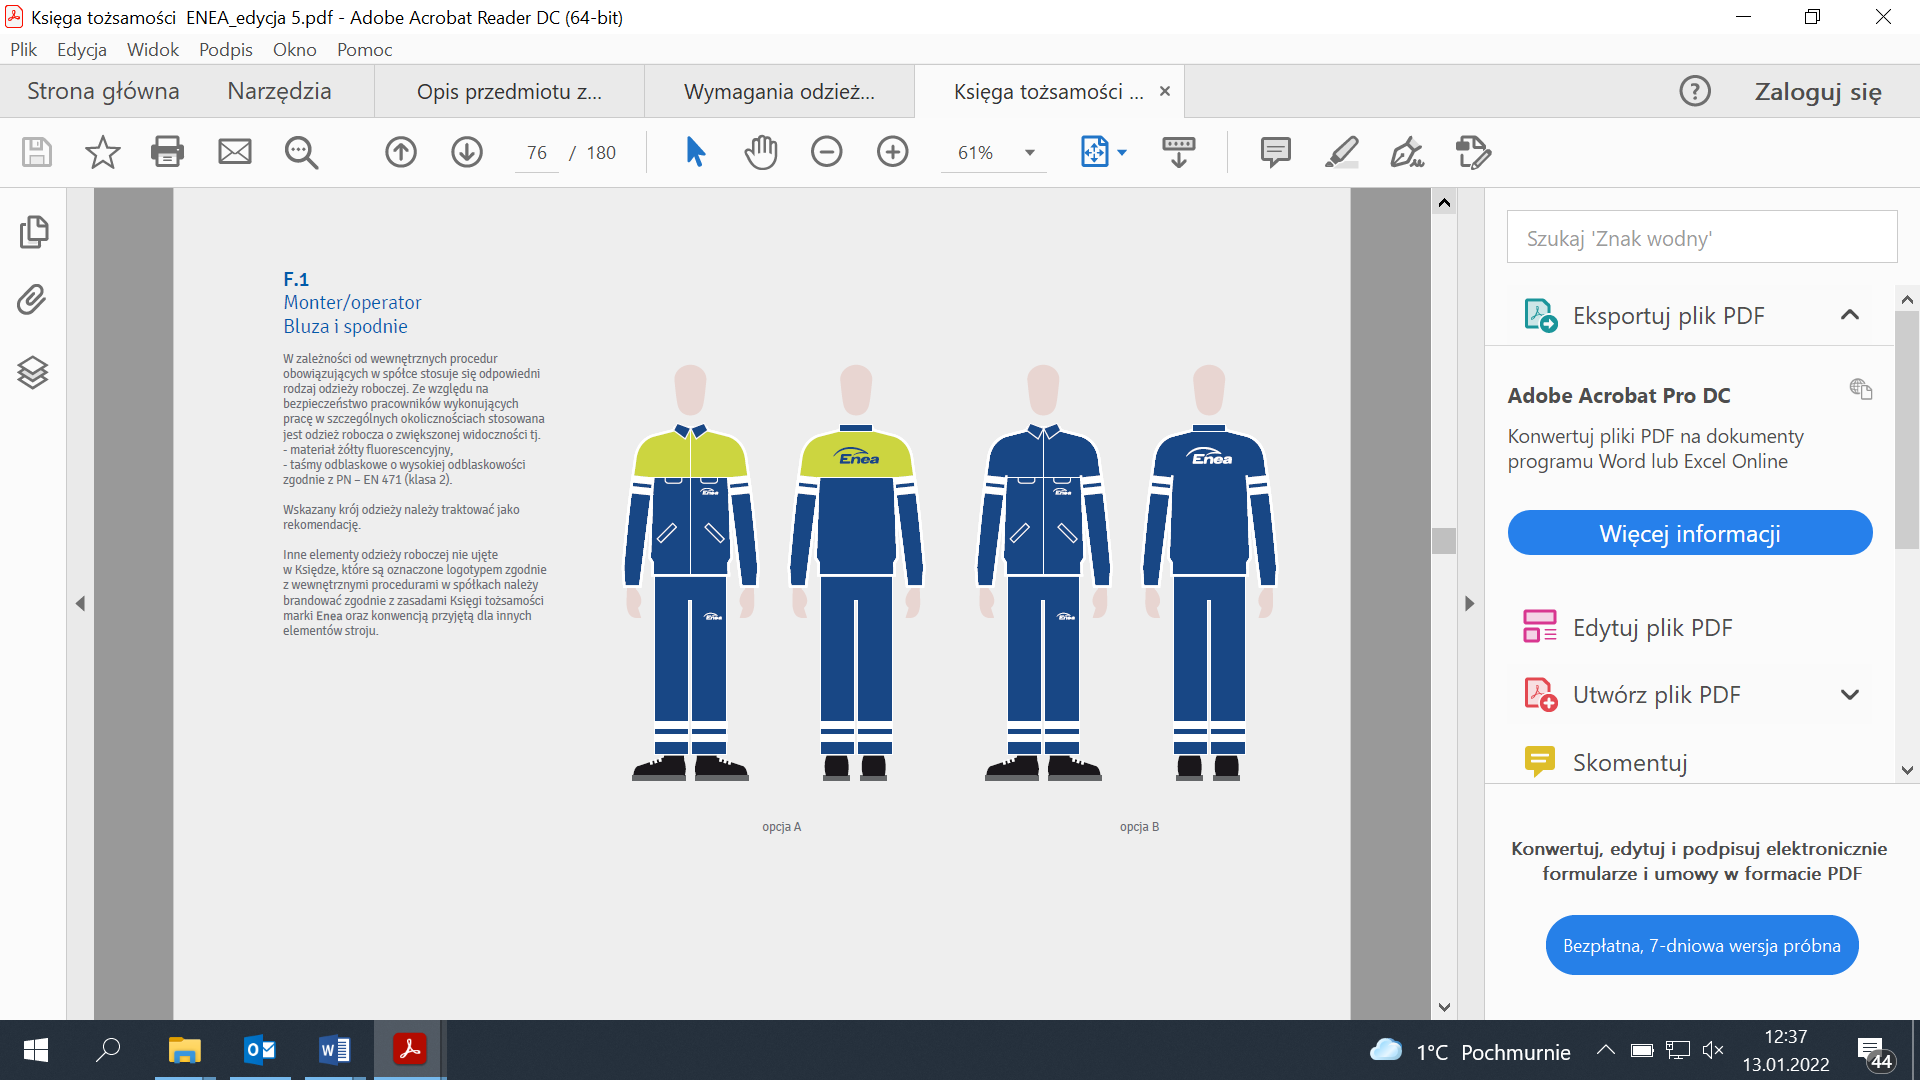 Księga tożsamości  ENEA_edycja 5.pdf - Adobe Acrobat Reader DC (64-bit)
Plik Edycja Widok Podpis Okno Pomoc
Strona główna Narzędzia Opis przedmiotu z... Wymagania odzież... Księga tożsamości ... × ? Zaloguj się
76 / 180 61%
F.1
Monter/operator
Bluza i spodnie
W zależności od wewnętrznych procedur
obowiązujących w spółce stosuje się odpowiedni
rodzaj odzieży roboczej. Ze względu na
bezpieczeństwo pracowników wykonujących
pracę w szczególnych okolicznościach stosowana
jest odzież robocza o zwiększonej widoczności tj.
- materiał żółty fluorescencyjny,
- taśmy odblaskowe o wysokiej odblaskowości
zgodnie z PN – EN 471 (klasa 2).
Wskazany krój odzieży należy traktować jako
rekomendację.
Inne elementy odzieży roboczej nie ujęte
w Księdze, które są oznaczone logotypem zgodnie
z wewnętrznymi procedurami w spółkach należy
brandować zgodnie z zasadami Księgi tożsamości
marki Enea oraz konwencją przyjętą dla innych
elementów stroju.
Enea Enea
Enea Enea
Enea Enea
opcja A opcja B
Szukaj 'Znak wodny'
Eksportuj plik PDF
Adobe Acrobat Pro DC
Konwertuj pliki PDF na dokumenty
programu Word lub Excel Online
Więcej informacji
Edytuj plik PDF
Utwórz plik PDF
Skomentuj
Konwertuj, edytuj i podpisuj elektronicznie
formularze i umowy w formacie PDF
Bezpłatna, 7-dniowa wersja próbna
1°C Pochmurnie
12:37
13.01.2022
44